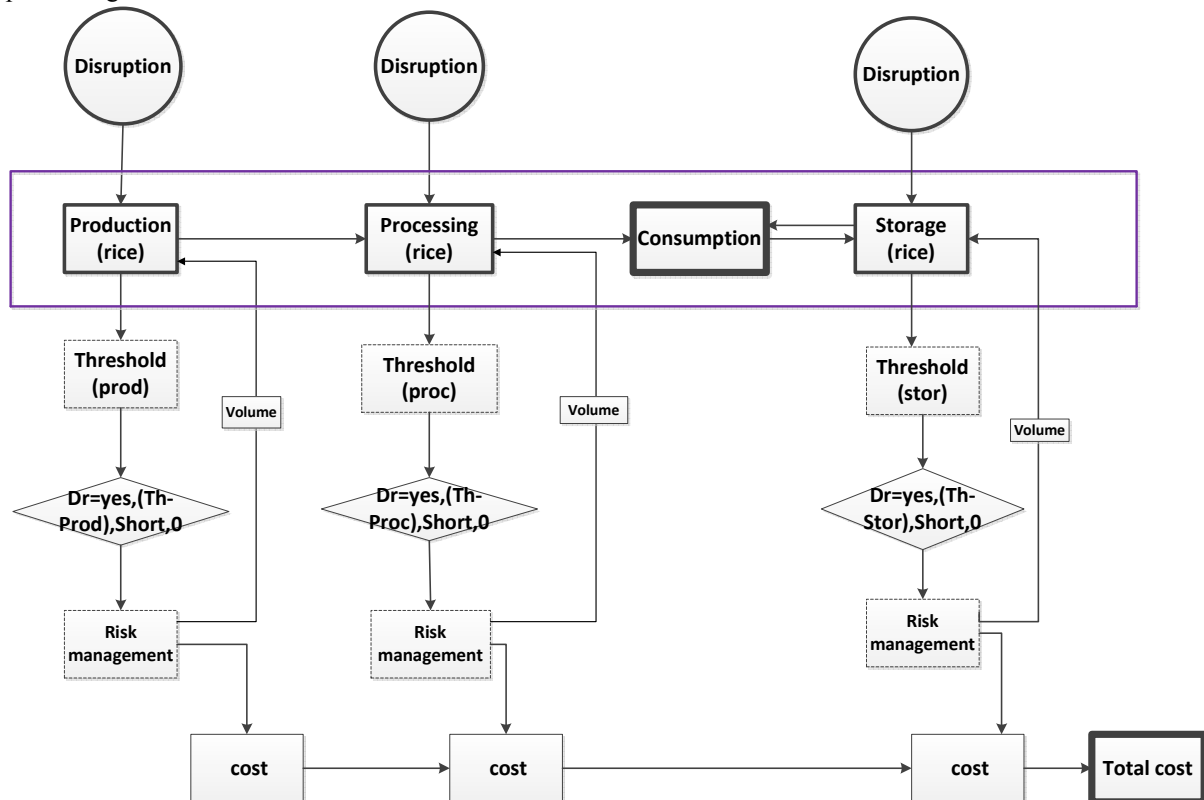 Disruption
Disruption
Disruption
Production
(rice)
Processing
(rice)
Consumption
Storage
(rice)
Threshold
(prod)
Threshold
(proc)
Threshold
(stor)
Volume
Volume
Volume
Dr=yes,(Th-
Prod),Short,0
Dr=yes,(Th-
Proc),Short,0
Dr=yes,(Th-
Stor),Short,0
Risk
management
Risk
management
Risk
management
cost
cost
cost
Total cost